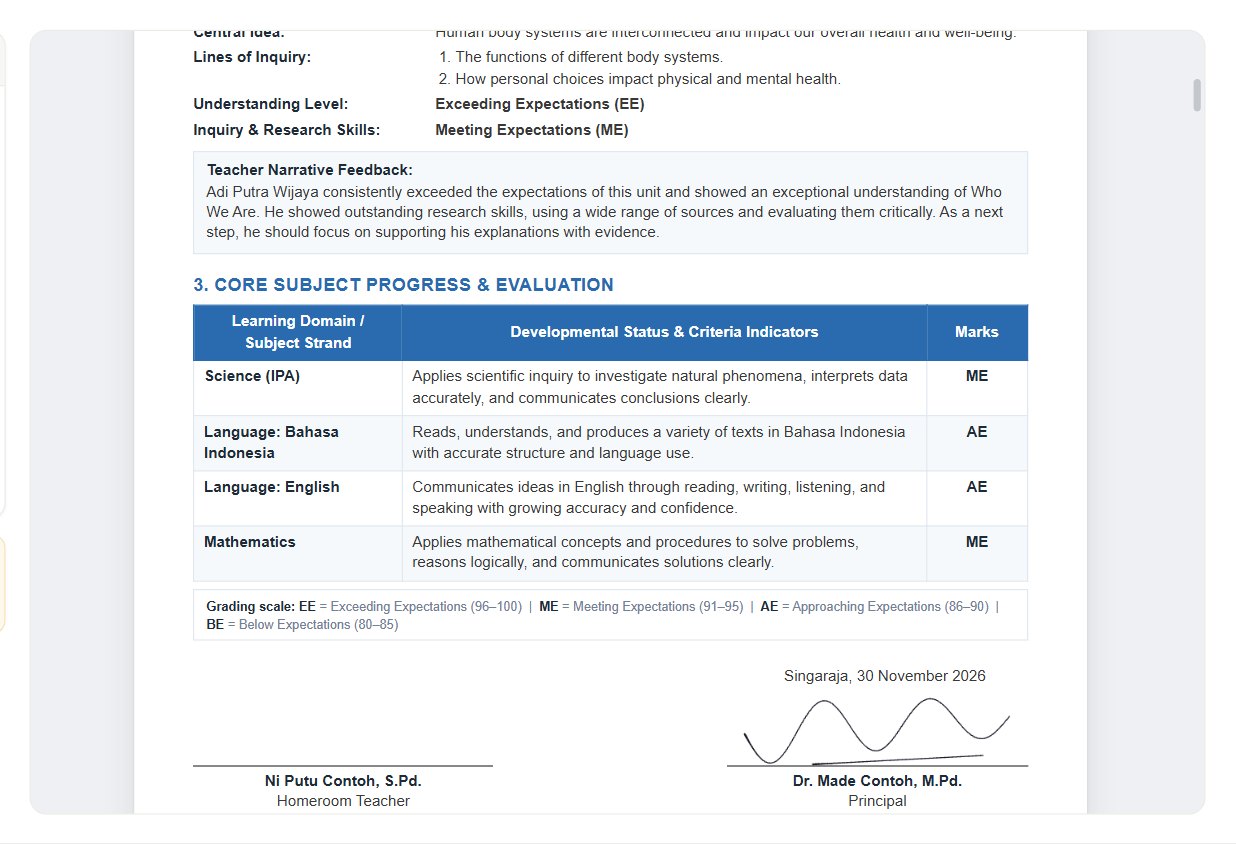 Central Idea: Human body systems are interconnected and impact our overall health and well-being.
Lines of Inquiry: 1. The functions of different body systems.
2. How personal choices impact physical and mental health.
Understanding Level: Exceeding Expectations (EE)
Inquiry & Research Skills: Meeting Expectations (ME)
Teacher Narrative Feedback:
Adi Putra Wijaya consistently exceeded the expectations of this unit and showed an exceptional understanding of Who
We Are. He showed outstanding research skills, using a wide range of sources and evaluating them critically. As a next
step, he should focus on supporting his explanations with evidence.
3. CORE SUBJECT PROGRESS & EVALUATION
Learning Domain /
Subject Strand
Developmental Status & Criteria Indicators
Marks
Science (IPA)
Applies scientific inquiry to investigate natural phenomena, interprets data
accurately, and communicates conclusions clearly.
ME
Language: Bahasa
Indonesia
Reads, understands, and produces a variety of texts in Bahasa Indonesia
with accurate structure and language use.
AE
Language: English
Communicates ideas in English through reading, writing, listening, and
speaking with growing accuracy and confidence.
AE
Mathematics
Applies mathematical concepts and procedures to solve problems,
reasons logically, and communicates solutions clearly.
ME
Grading scale: EE = Exceeding Expectations (96–100) | ME = Meeting Expectations (91–95) | AE = Approaching Expectations (86–90) |
BE = Below Expectations (80–85)
Singaraja, 30 November 2026
Ni Putu Contoh, S.Pd.
Homeroom Teacher
Dr. Made Contoh, M.Pd.
Principal